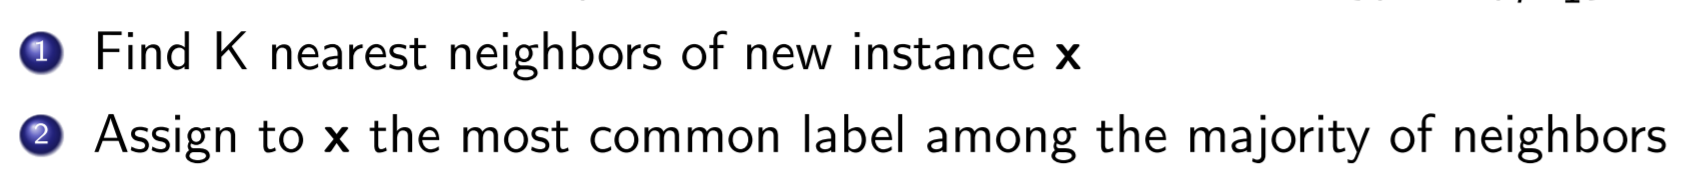 1 Find K nearest neighbors of new instance x
2 Assign to x the most common label among the majority of neighbors